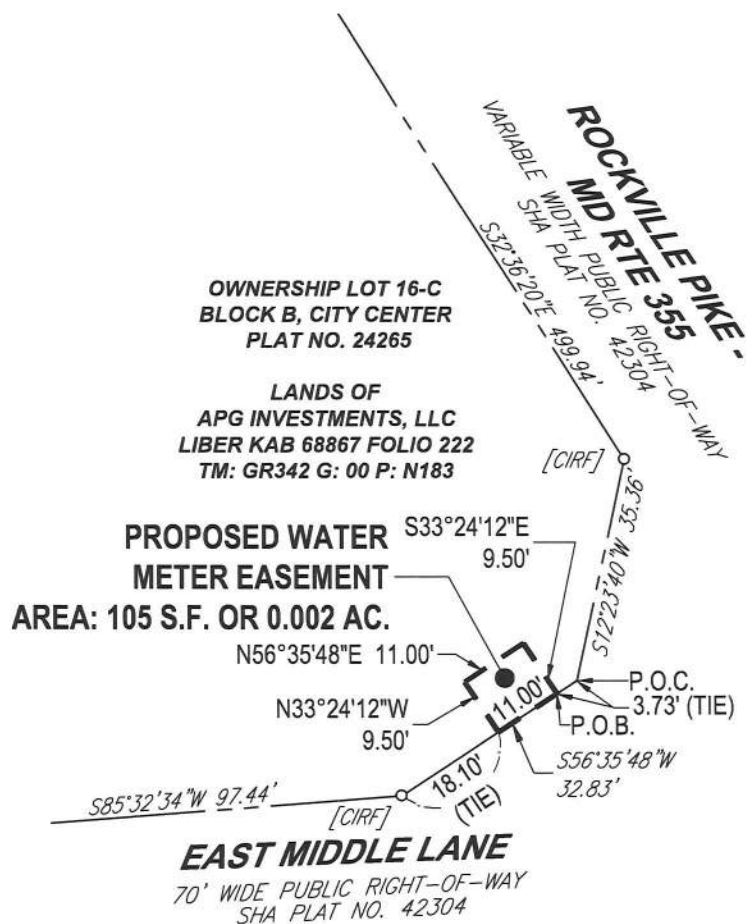 ROCKVILLE PIKE -
MD RTE 355
VARIABLE WIDTH PUBLIC RIGHT-OF-WAY
SHA PLAT NO. 42304
S32°36'20"E 499.94'
OWNERSHIP LOT 16-C
BLOCK B, CITY CENTER
PLAT NO. 24265
LANDS OF
APG INVESTMENTS, LLC
LIBER KAB 68867 FOLIO 222
TM: GR342 G: 00 P: N183
[CIRF]
S12°23'40"W 35.36'
PROPOSED WATER
METER EASEMENT
AREA: 105 S.F. OR 0.002 AC.
S33°24'12"E
9.50'
N56°35'48"E 11.00'
N33°24'12"W
9.50'
11.00'
P.O.C.
3.73' (TIE)
P.O.B.
S56°35'48"W
32.83'
18.10'
(TIE)
S85°32'34"W 97.44'
[CIRF]
EAST MIDDLE LANE
70' WIDE PUBLIC RIGHT-OF-WAY
SHA PLAT NO. 42304